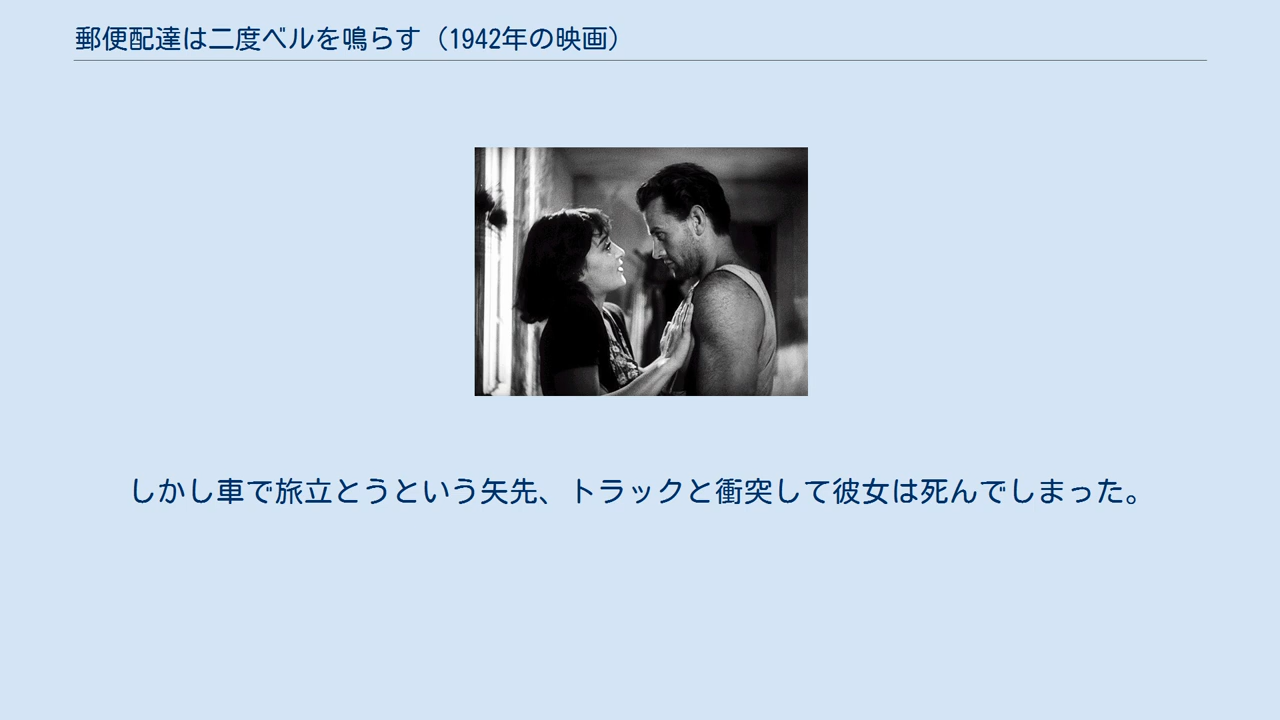 郵便配達は二度ベルを鳴らす（1942年の映画）
しかし車で旅立とうという矢先、トラックと衝突して彼女は死んでしまった。